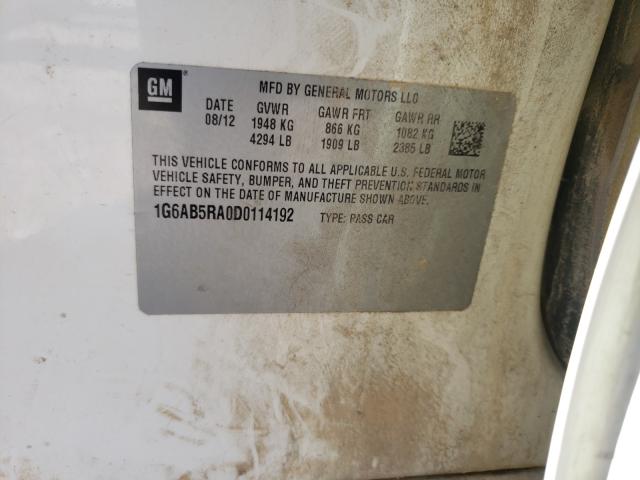 GM
MFD BY GENERAL MOTORS LLC
DATE GVWR GAWR FRT GAWR RR
08/12 1948 KG 866 KG 1082 KG
4294 LB 1909 LB 2385 LB
THIS VEHICLE CONFORMS TO ALL APPLICABLE U.S. FEDERAL MOTOR
VEHICLE SAFETY, BUMPER, AND THEFT PREVENTION STANDARDS IN
EFFECT ON THE DATE OF MANUFACTURE SHOWN ABOVE.
1G6AB5RA0D0114192 TYPE: PASS CAR